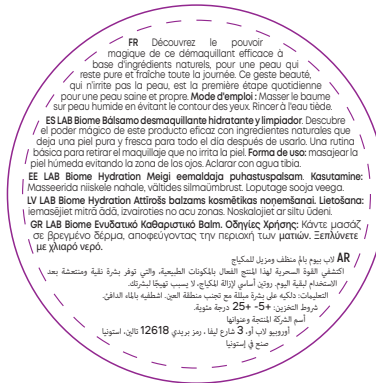 FR Découvrez le pouvoir
magique de ce démaquillant efficace à
base d'ingrédients naturels, pour une peau qui
reste pure et fraîche toute la journée. Ce geste beauté,
qui n'irrite pas la peau, est la première étape quotidienne
pour une peau saine et propre. Mode d'emploi : Masser le baume
sur peau humide en évitant le contour des yeux. Rincer à l'eau tiède.
ES LAB Biome Bálsamo desmaquillante hidratante y limpiador. Descubre
el poder mágico de este producto eficaz con ingredientes naturales que
deja una piel pura y fresca para todo el día después de usarlo. Una rutina
básica para retirar el maquillaje que no irrita la piel. Forma de uso: masajear la
piel húmeda evitando la zona de los ojos. Aclarar con agua tibia.
EE LAB Biome Hydration Meigi eemaldaja puhastuspalsam. Kasutamine:
Masseerida niiskele nahale, vältides silmaümbrust. Loputage sooja veega.
LV LAB Biome Hydration Attīrošs balzams kosmētikas noņemšanai. Lietošana:
iemasējiet mitrā ādā, izvairoties no acu zonas. Noskalojiet ar siltu ūdeni.
GR LAB Biome Ενυδατικό Καθαριστικό Balm. Οδηγίες Χρήσης: Κάντε μασάζ
σε βρεγμένο δέρμα, αποφεύγοντας την περιοχή των ματιών. Ξεπλύνετε
με χλιαρό νερό.
AR
لاب بيوم بالم منظف ومزيل للمكياج
اكتشفي القوة السحرية لهذا المنتج الفعال بالمكونات الطبيعية، والتي توفر بشرة نقية ومنتعشة بعد
الاستخدام لبقية اليوم. روتين أساسي لإزالة المكياج، لا يسبب تهيجًا لبشرتك.
التعليمات: دلكيه على بشرة مبللة مع تجنب منطقة العين. اشطفيه بالماء الدافئ.
شروط التخزين: +5- +25 درجة مئوية.
أسم الشركة المنتجة وعنوانها
أوروبيو لاب أو، 3 شارع ليفا ، رمز بريدي 12618 تالين، استونيا
صنع في إستونيا